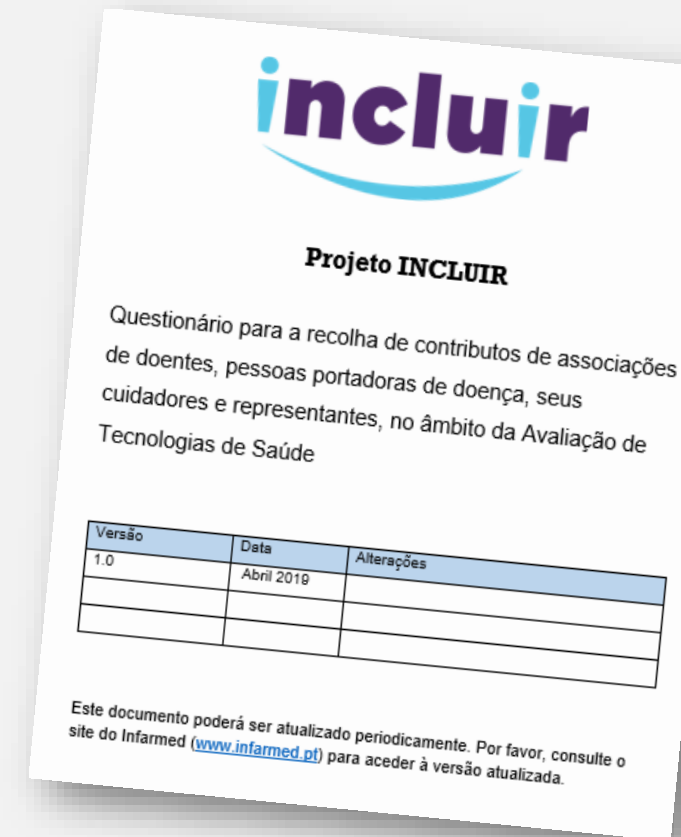 incluir
Projeto INCLUIR
Questionário para a recolha de contributos de associações
de doentes, pessoas portadoras de doença, seus
cuidadores e representantes, no âmbito da Avaliação de
Tecnologias de Saúde
Versão Data Alterações
1.0 Abril 2019
Este documento poderá ser atualizado periodicamente. Por favor, consulte o
site do Infarmed (www.infarmed.pt) para aceder à versão atualizada.